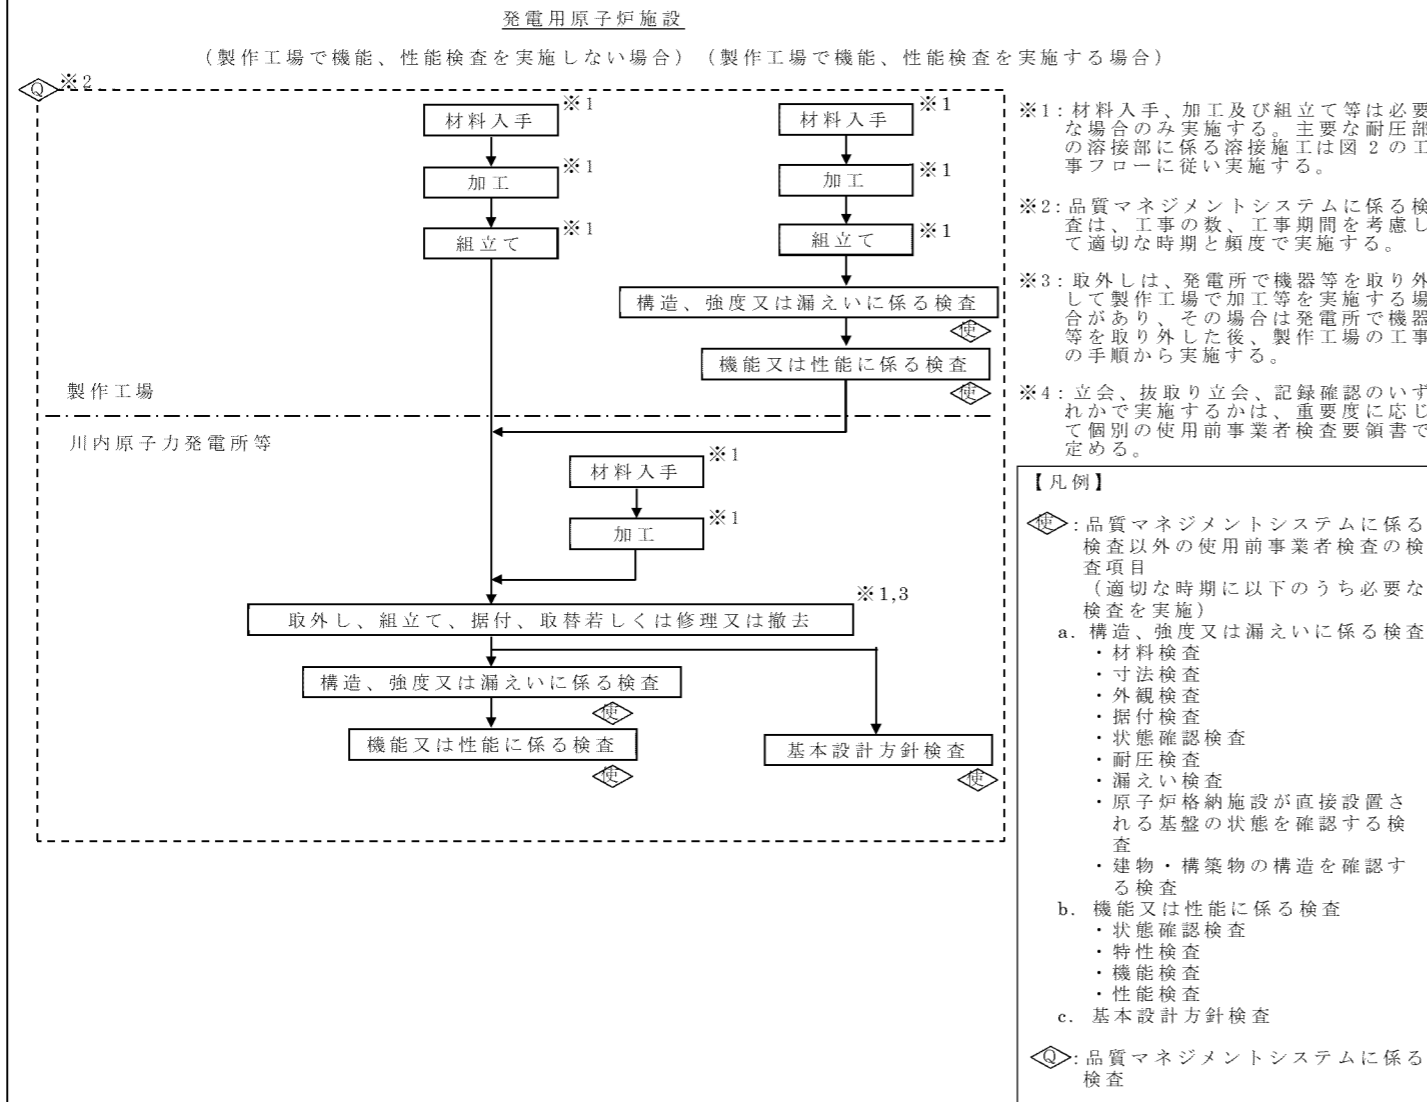 発電用原子炉施設
（製作工場で機能、性能検査を実施しない場合）（製作工場で機能、性能検査を実施する場合）
Q ※2
材料入手 ※1
加工 ※1
組立て ※1
材料入手 ※1
加工 ※1
組立て ※1
構造、強度又は漏えいに係る検査
使
機能又は性能に係る検査
使
製作工場
川内原子力発電所等
材料入手 ※1
加工 ※1
取外し、組立て、据付、取替若しくは修理又は撤去 ※1,3
構造、強度又は漏えいに係る検査
使
機能又は性能に係る検査
使
基本設計方針検査
使
※1：材料入手、加工及び組立て等は必要
な場合のみ実施する。主要な耐圧部
の溶接部に係る溶接施工は図2の工
事フローに従い実施する。
※2：品質マネジメントシステムに係る検
査は、工事の数、工事期間を考慮し
て適切な時期と頻度で実施する。
※3：取外しは、発電所で機器等を取り外
して製作工場で加工等を実施する場
合があり、その場合は発電所で機器
等を取り外した後、製作工場の工事
の手順から実施する。
※4：立会、抜取り立会、記録確認のいず
れかで実施するかは、重要度に応じ
て個別の使用前事業者検査要領書で
定める。
【凡例】
使：品質マネジメントシステムに係る
検査以外の使用前事業者検査の検
査項目
（適切な時期に以下のうち必要な
検査を実施）
a. 構造、強度又は漏えいに係る検査
・材料検査
・寸法検査
・外観検査
・据付検査
・状態確認検査
・耐圧検査
・漏えい検査
・原子炉格納施設が直接設置さ
れる基盤の状態を確認する検
査
・建物・構築物の構造を確認す
る検査
b. 機能又は性能に係る検査
・状態確認検査
・特性検査
・機能検査
・性能検査
c. 基本設計方針検査
Q：品質マネジメントシステムに係る
検査